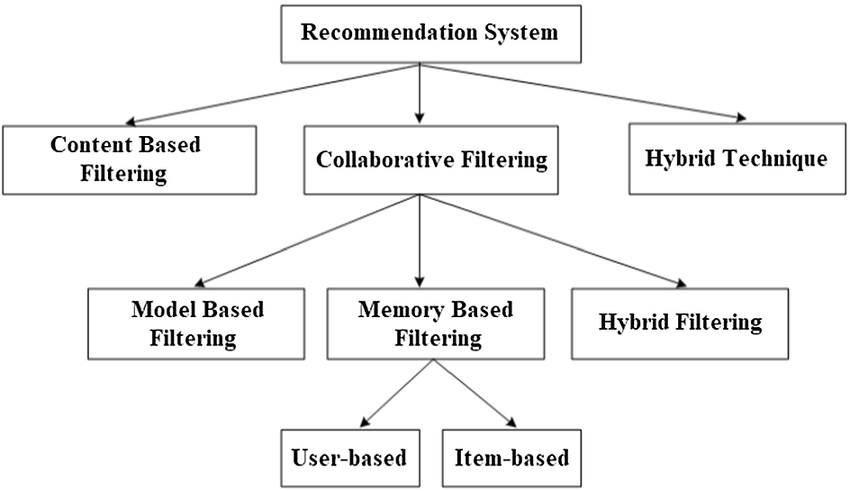 Recommendation System
Content Based
Filtering
Collaborative Filtering
Hybrid Technique
Model Based
Filtering
Memory Based
Filtering
Hybrid Filtering
User-based
Item-based